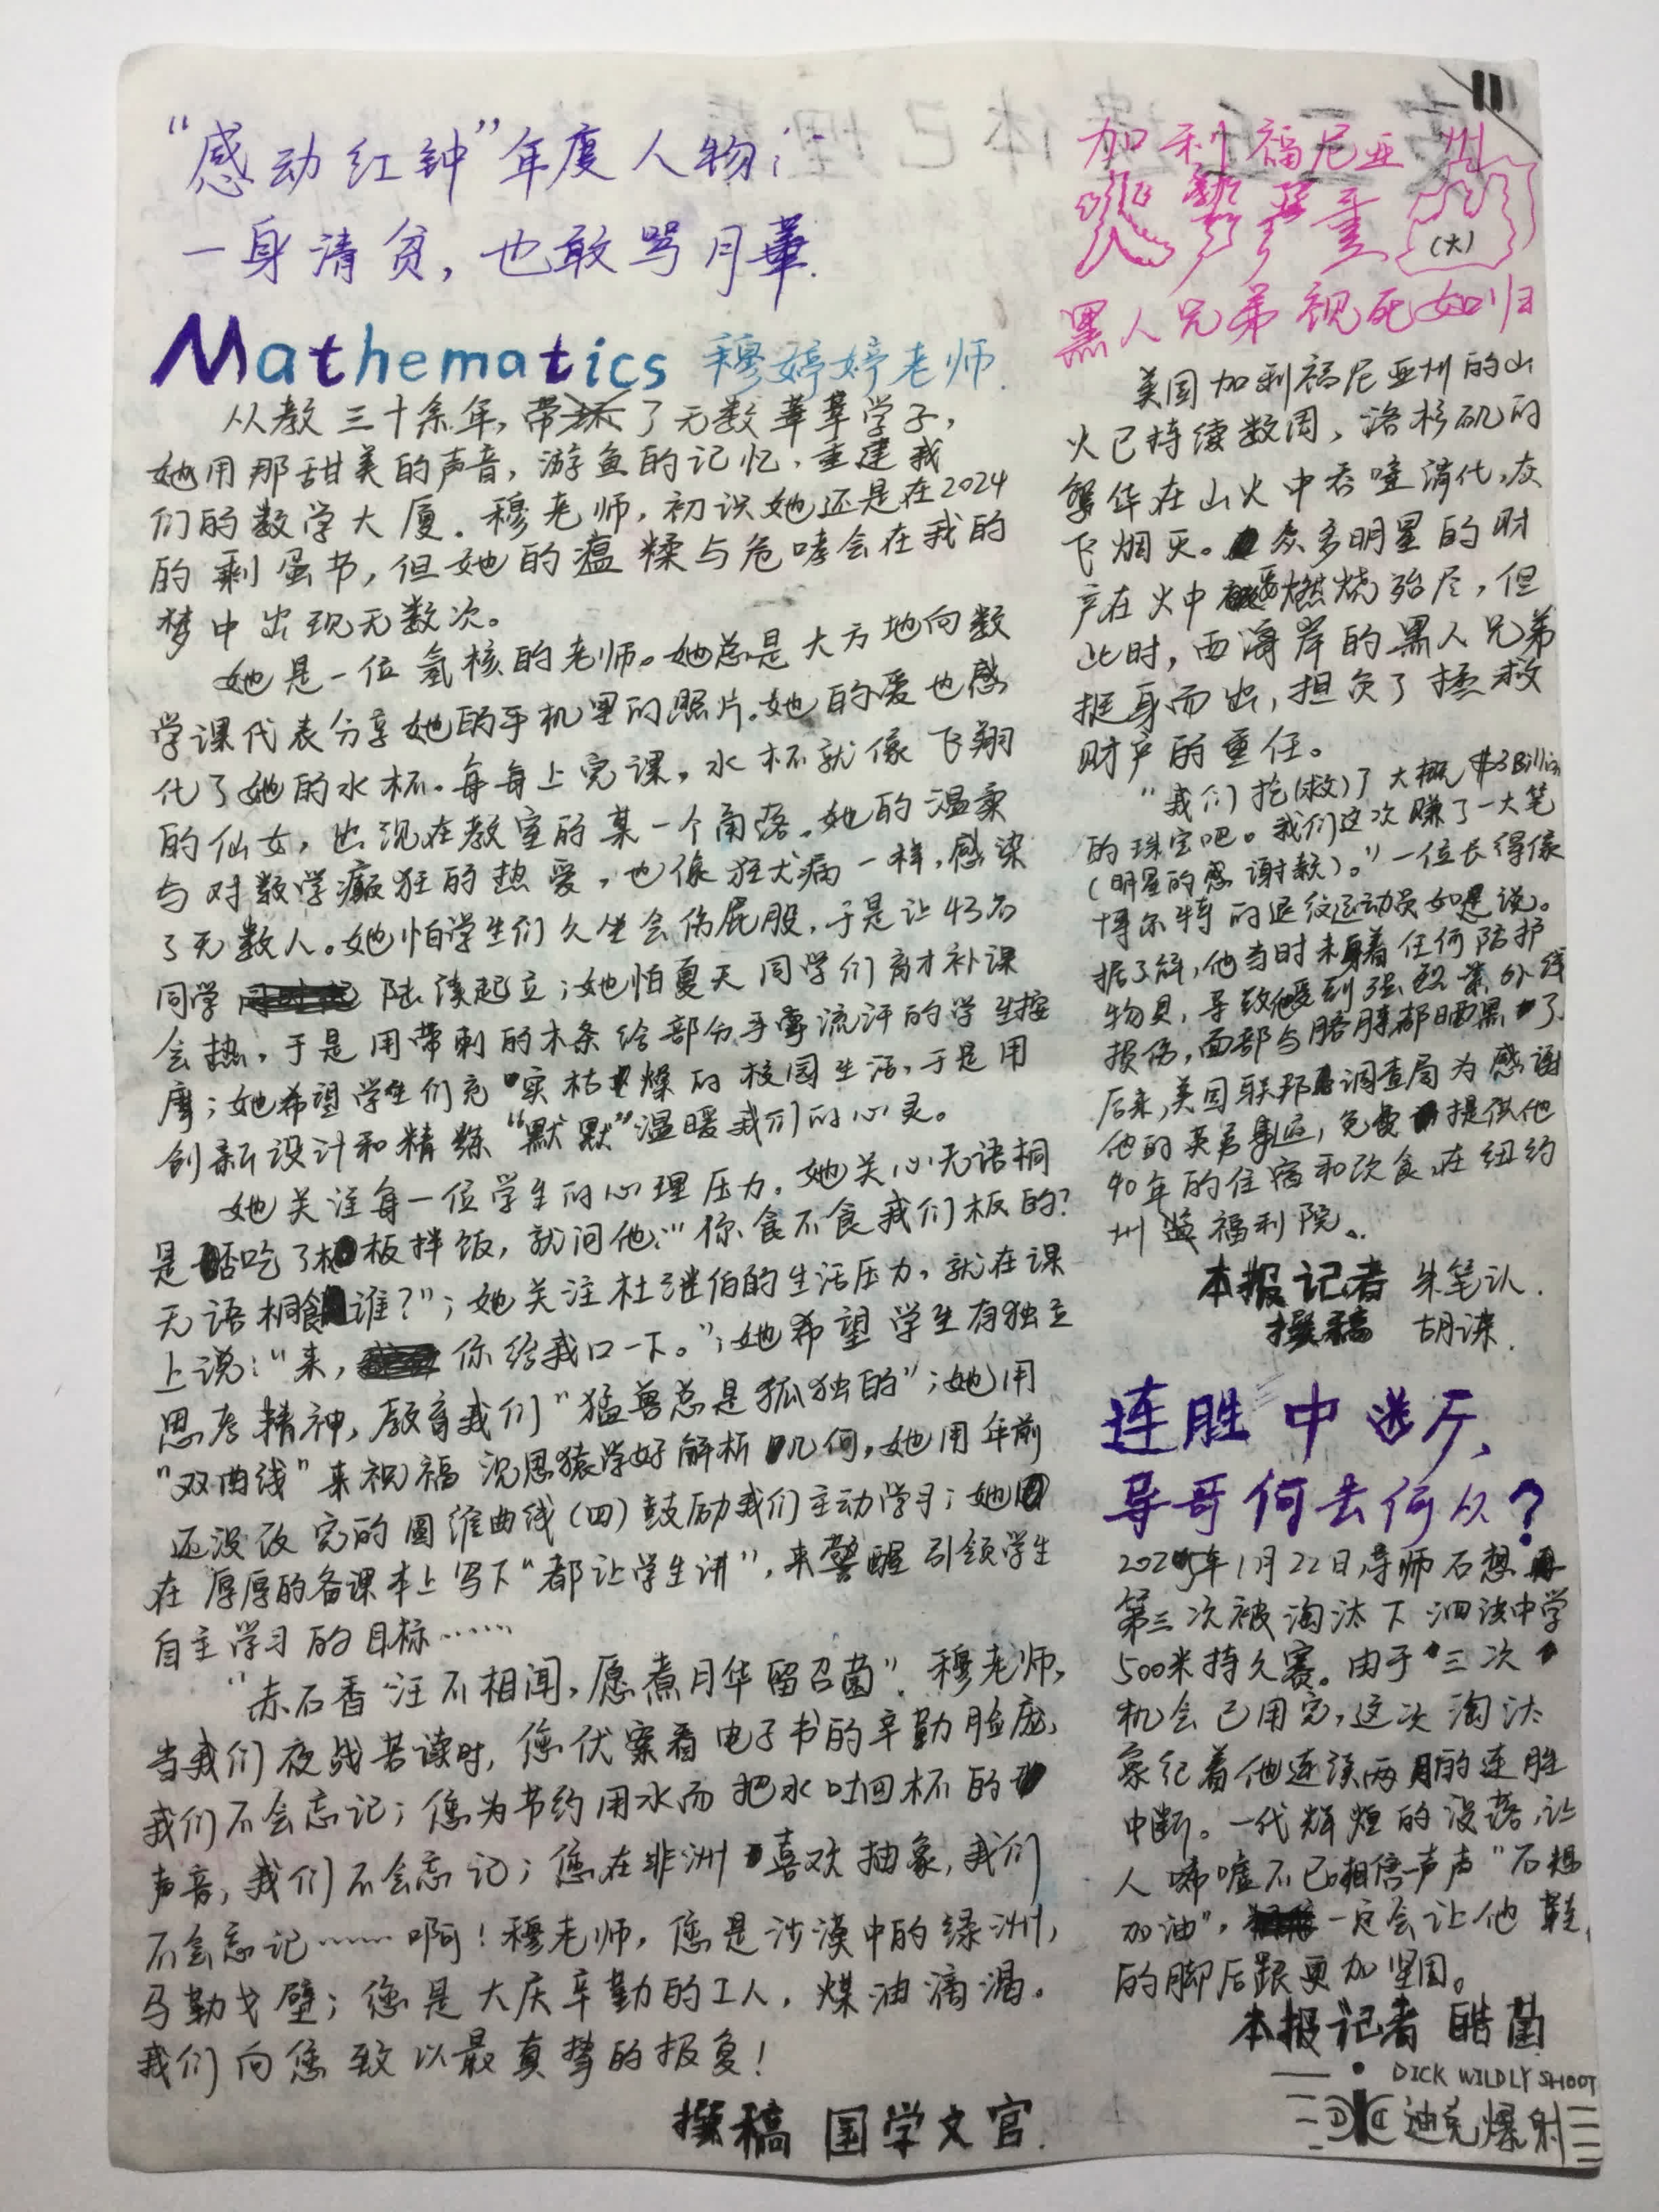 “感动红钟”年度人物:
一身清贫，也敢骂月華.
Mathematics 穆婷婷老师.
从教三十余年，带坏了无数莘莘学子，
她用那甜美的声音，游鱼的记忆，重建我
们的数学大厦. 穆老师，初识她还是在2024
的剩蛋节，但她的瘟糅与危哮会在我的
梦中出现无数次。
她是一位氢核的老师。她总是大方地向数
学课代表分享她的手机里的照片。她的爱也感
化了她的水杯。每每上完课，水杯就像飞翔
的仙女，出现在教室的某一个角落。她的温柔
与对数学癫狂的热爱，也像狂犬病一样，感染
了无数人。她怕学生们久坐会伤屁股，于是让43名
同学陆续起立；她怕夏天同学们育才补课
会热，于是用带刺的木条给部分手掌流汗的学生按
摩；她希望学生们充实枯燥的校园生活，于是用
创新设计和精练“默默”温暖我们的心灵。
她关注每一位学生的心理压力。她关心无语桐
是否吃了板拌饭，就问他:“你食不食我们板的?
无语桐食谁?”；她关注杜继伯的生活压力，就在课
上说:“来，你给我口一下。”；她希望学生有独立
思考精神，教育我们“猛兽总是孤独的”；她用
“双曲线”来祝福沈思猿学好解析几何，她用年前
还没改完的圆锥曲线(四)鼓励我们主动学习；她
在厚厚的备课本上写下“都让学生讲”，来警醒引领学生
自主学习的目标……
“赤石香汪不相闻，愿煮月华留召菌”. 穆老师，
当我们夜战苦读时，您伏案看电子书的辛勤脸庞，
我们不会忘记；您为节约用水而把水吐回杯的
声音，我们不会忘记；您在非洲喜欢抽象，我们
不会忘记……啊！穆老师，您是沙漠中的绿洲，
马勒戈壁；您是大庆辛勤的工人，煤油滴渴。
我们向您致以最真挚的报复！
撰稿 国学文官.
11
加利福尼亚州
火势严重
(大)
黑人兄弟视死如归
美国加利福尼亚州的山
火已持续数周，洛杉矶的
繁华在山火中吞噬消化，灰
飞烟灭。众多明星的财
产在火中燃烧殆尽，但
此时，西海岸的黑人兄弟
挺身而出，担负了拯救
财产的重任。
“我们抢(救)了大概$3Billion
的珠宝吧。我们这次赚了一大笔
(明星的感谢款)。”一位长得像
博尔特的退役运动员如是说。
据了解，他当时未身着任何防护
物具，导致他受到强烈紫外线
损伤，面部与胳膊都晒黑了.
后来，美国联邦调查局为感谢
他的英勇事迹，免费提供他
40年的住宿和饮食，在纽约
州福利院。
本报记者 朱笔认.
撰稿 胡诔.
连胜中道斤、
导哥何去何从?
2025年1月22日，导师石想
第三次被淘汰下泗读中学
500米持久赛。由于三次
机会已用完，这次淘汰
象纪着他连续两月的连胜
中断。一代辉煌的没落，让
人唏嘘不已。相信一声声“石想
加油”，一定会让他鞋
的脚后跟更加坚固。
本报记者 皓菌
DICK WILDLY SHOOT
迪克爆射